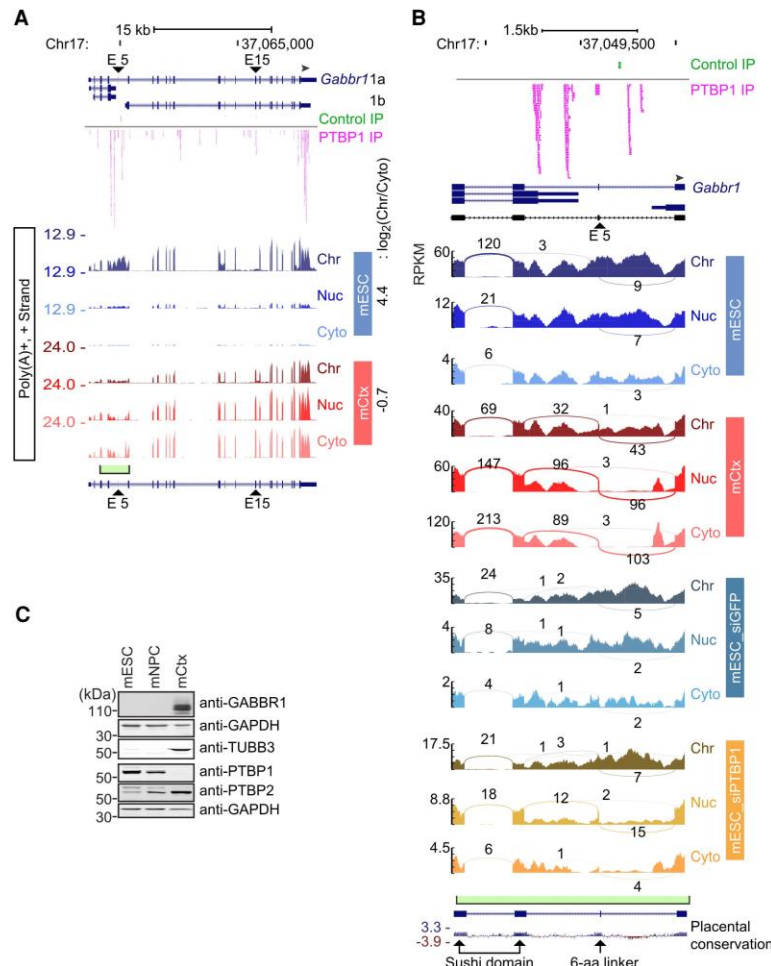 A
15 kb
Chr17:
37,065,000
E 5
E15
Gabbr1 1a
1b
Control IP
PTBP1 IP
Poly(A)+, + Strand
12.9
Chr
12.9
Nuc
12.9
Cyto
mESC
24.0
Chr
24.0
Nuc
24.0
Cyto
mCtx
: log2(Chr/Cyto)
4.4
-0.7
E 5
E15
B
1.5kb
Chr17:
37,049,500
Control IP
PTBP1 IP
Gabbr1
E 5
RPKM
60
120
3
9
Chr
12
21
7
Nuc
4
6
3
Cyto
mESC
40
69
32
1
43
Chr
60
147
96
3
96
Nuc
120
213
89
3
103
Cyto
mCtx
35
24
1
2
5
Chr
4
8
1
1
2
Nuc
2
4
1
2
Cyto
mESC_siGFP
17.5
21
1
3
1
7
Chr
8.8
18
12
2
15
Nuc
4.5
6
1
4
Cyto
mESC_siPTBP1
3.3
-3.9
Placental
conservation
Sushi domain
6-aa linker
C
mESC
mNPC
mCtx
(kDa)
110
anti-GABBR1
30
anti-GAPDH
50
anti-TUBB3
50
anti-PTBP1
50
anti-PTBP2
30
anti-GAPDH